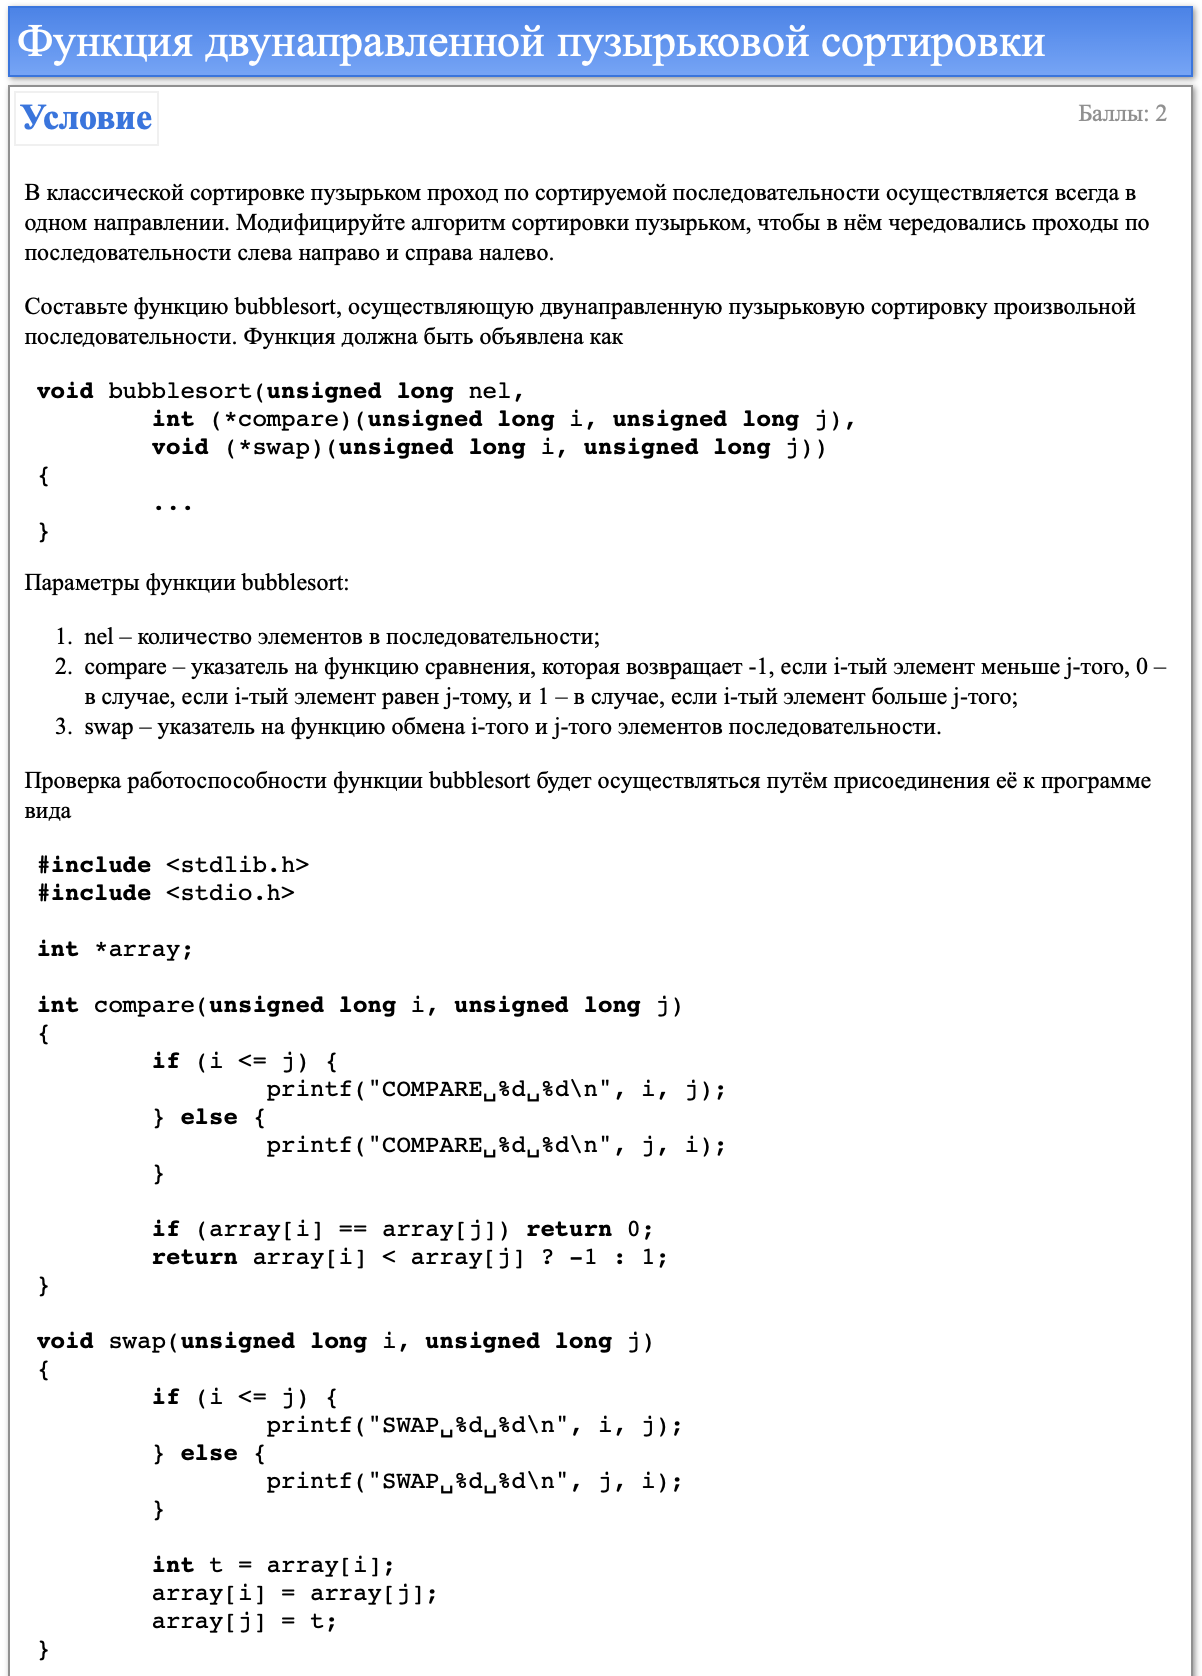 Функция двунаправленной пузырьковой сортировки
Условие
Баллы: 2
В классической сортировке пузырьком проход по сортируемой последовательности осуществляется всегда в
одном направлении. Модифицируйте алгоритм сортировки пузырьком, чтобы в нём чередовались проходы по
последовательности слева направо и справа налево.
Составьте функцию bubblesort, осуществляющую двунаправленную пузырьковую сортировку произвольной
последовательности. Функция должна быть объявлена как
void bubblesort(unsigned long nel,
        int (*compare)(unsigned long i, unsigned long j),
        void (*swap)(unsigned long i, unsigned long j))
{
        ...
}
Параметры функции bubblesort:
1. nel – количество элементов в последовательности;
2. compare – указатель на функцию сравнения, которая возвращает -1, если i-тый элемент меньше j-того, 0 –
в случае, если i-тый элемент равен j-тому, и 1 – в случае, если i-тый элемент больше j-того;
3. swap – указатель на функцию обмена i-того и j-того элементов последовательности.
Проверка работоспособности функции bubblesort будет осуществляться путём присоединения её к программе
вида
#include <stdlib.h>
#include <stdio.h>
int *array;
int compare(unsigned long i, unsigned long j)
{
        if (i <= j) {
                printf("COMPARE␣%d␣%d\n", i, j);
        } else {
                printf("COMPARE␣%d␣%d\n", j, i);
        }
        if (array[i] == array[j]) return 0;
        return array[i] < array[j] ? -1 : 1;
}
void swap(unsigned long i, unsigned long j)
{
        if (i <= j) {
                printf("SWAP␣%d␣%d\n", i, j);
        } else {
                printf("SWAP␣%d␣%d\n", j, i);
        }
        int t = array[i];
        array[i] = array[j];
        array[j] = t;
}